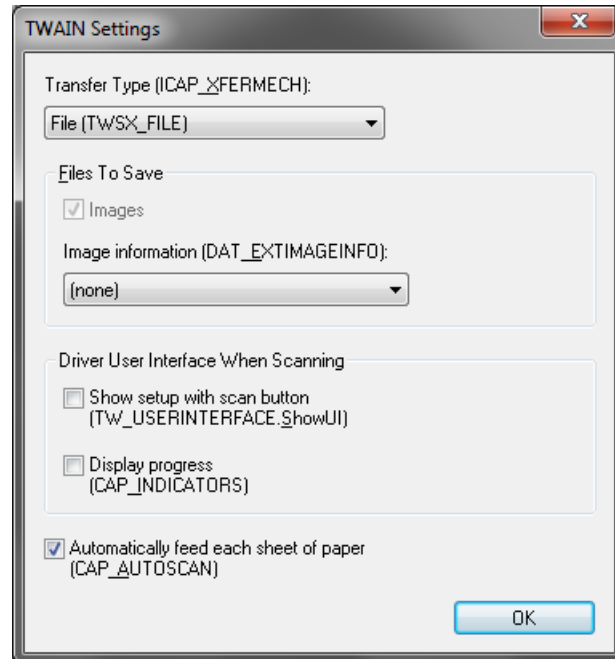 TWAIN Settings
Transfer Type (ICAP_XFERMECH):
File (TWSX_FILE)
Files To Save
Images
Image information (DAT_EXTIMAGEINFO):
(none)
Driver User Interface When Scanning
Show setup with scan button
(TW_USERINTERFACE.ShowUI)
Display progress
(CAP_INDICATORS)
Automatically feed each sheet of paper
(CAP_AUTOSCAN)
OK